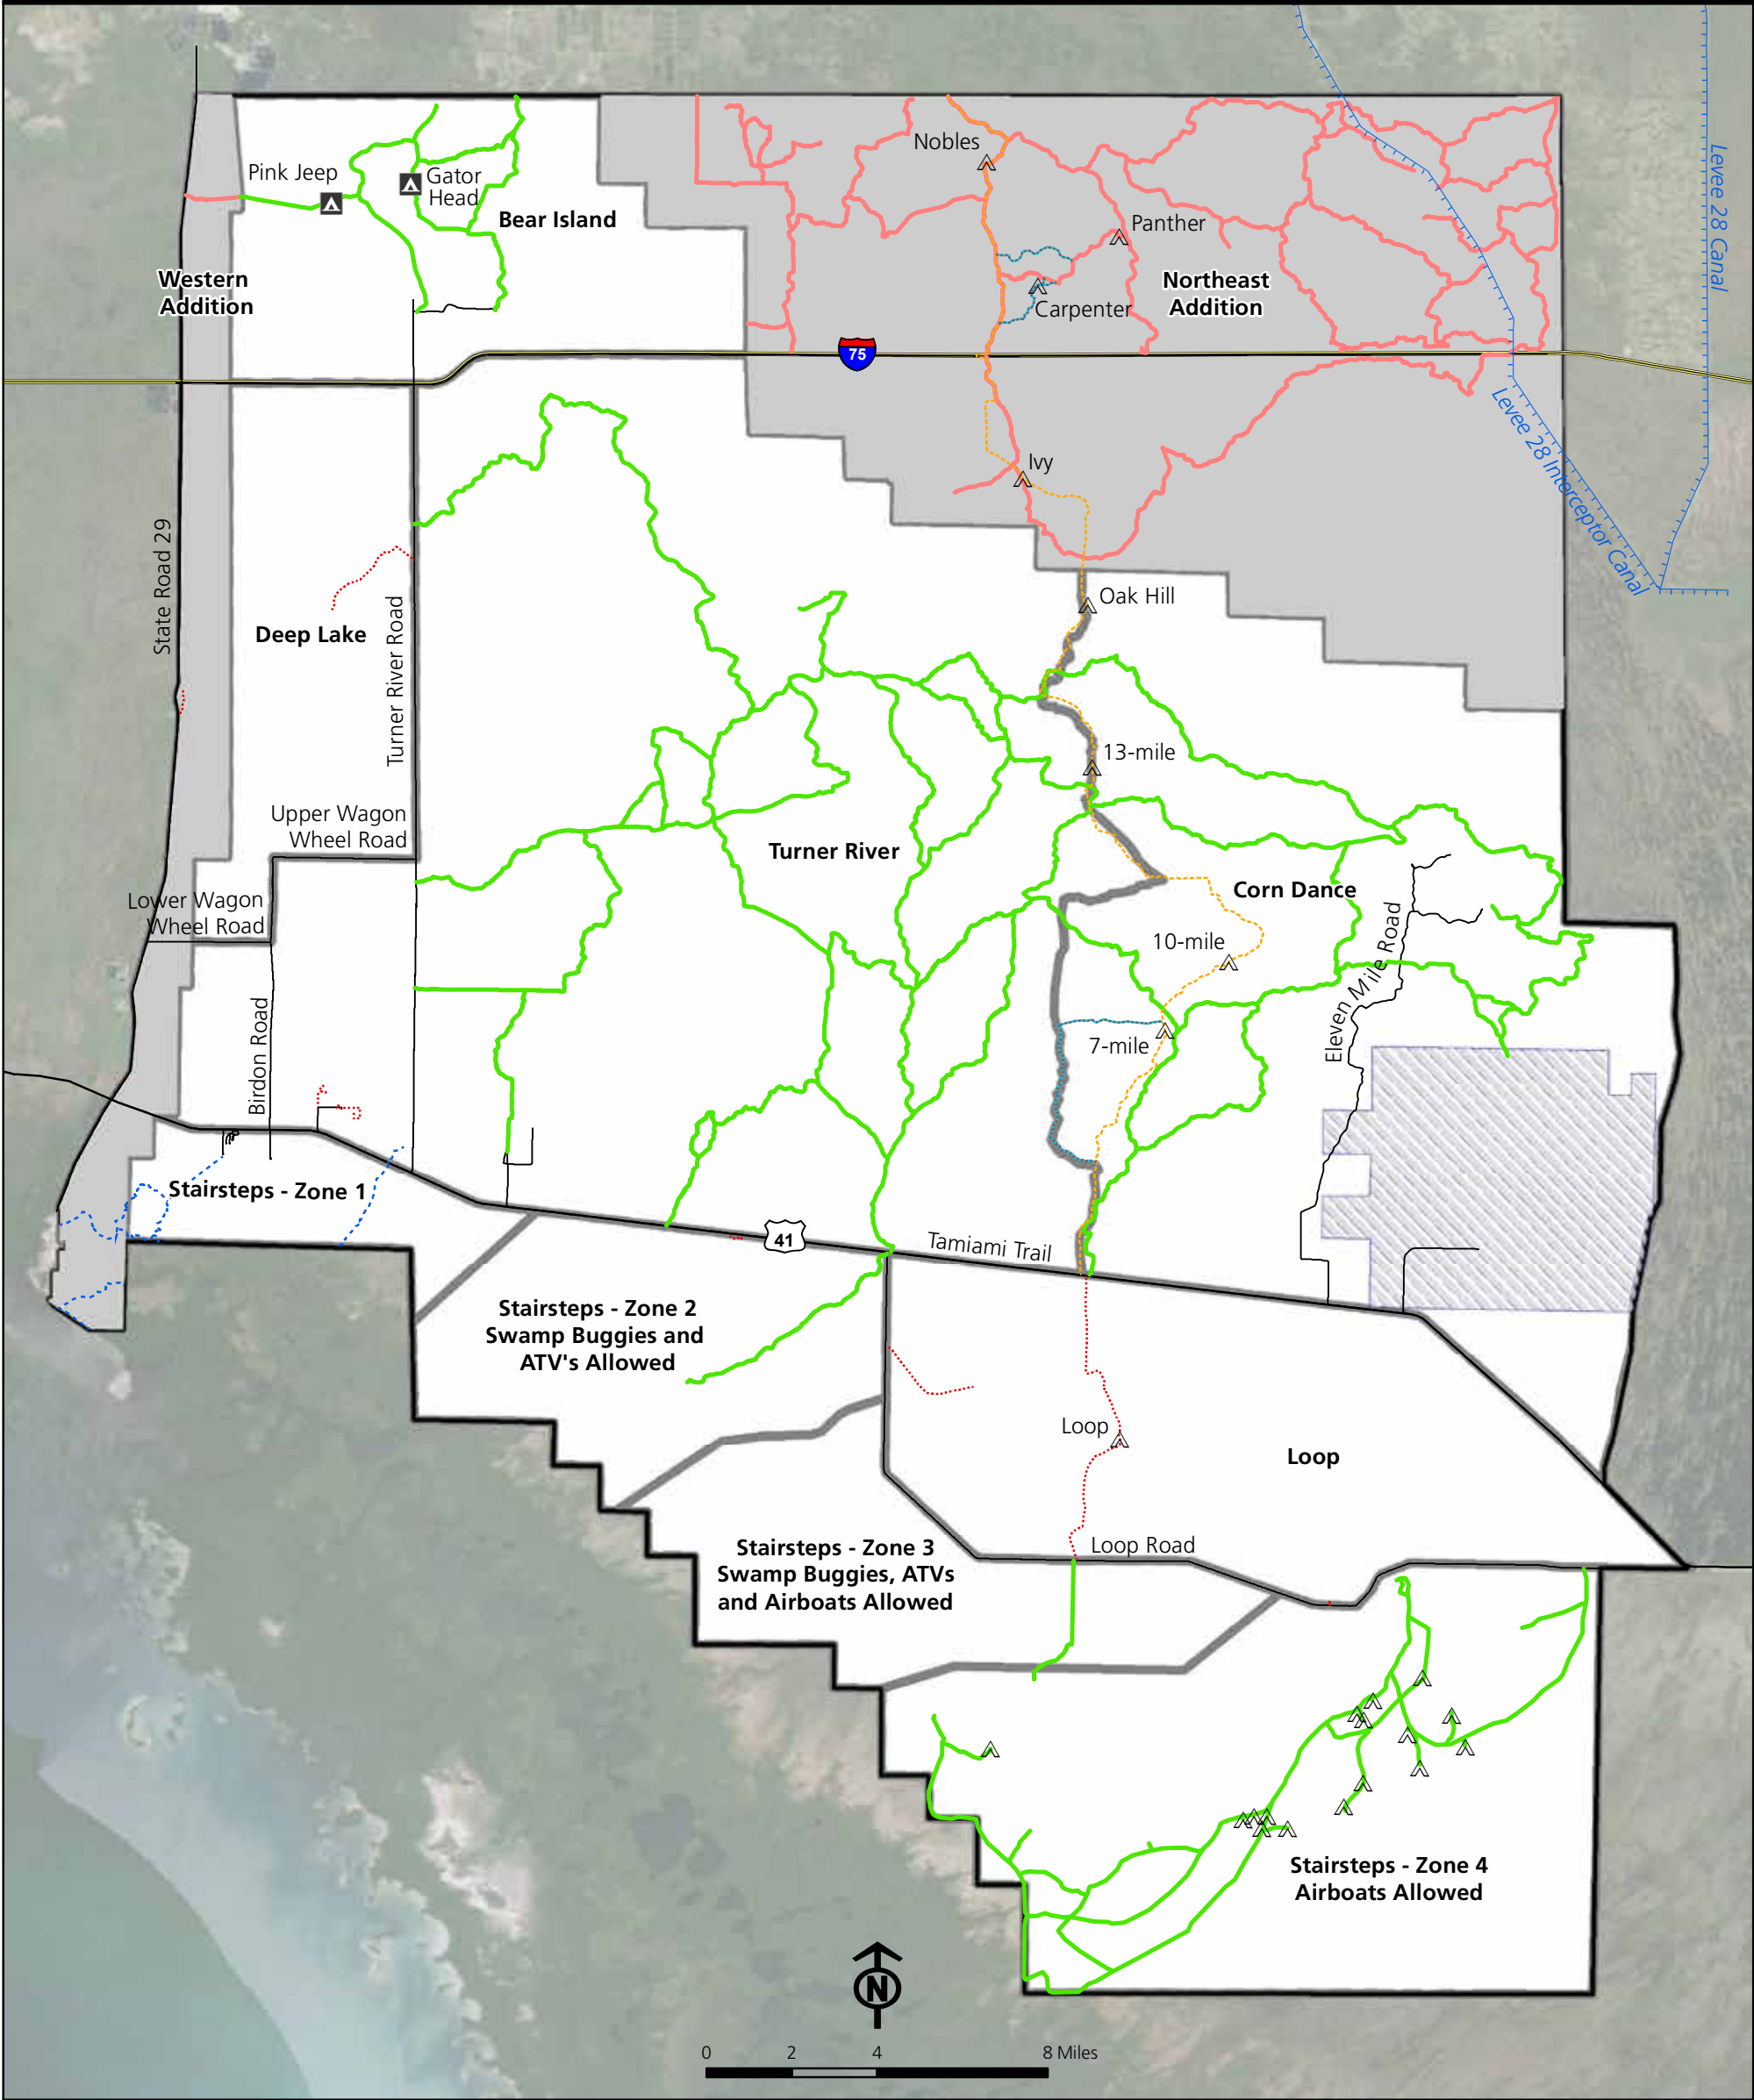 Nobles
Pink Jeep
Gator
Head
Bear Island
Panther
Western
Addition
Northeast
Addition
Carpenter
Levee 28 Canal
75
Levee 28 Interceptor Canal
Ivy
State Road 29
Oak Hill
Deep Lake
Turner River Road
13-mile
Upper Wagon
Wheel Road
Turner River
Corn Dance
Lower Wagon
Wheel Road
10-mile
Eleven Mile Road
Birdon Road
7-mile
Stairsteps - Zone 1
41
Tamiami Trail
Stairsteps - Zone 2
Swamp Buggies and
ATV's Allowed
Loop
Loop
Loop Road
Stairsteps - Zone 3
Swamp Buggies, ATVs
and Airboats Allowed
Stairsteps - Zone 4
Airboats Allowed
N
0 2 4 8 Miles